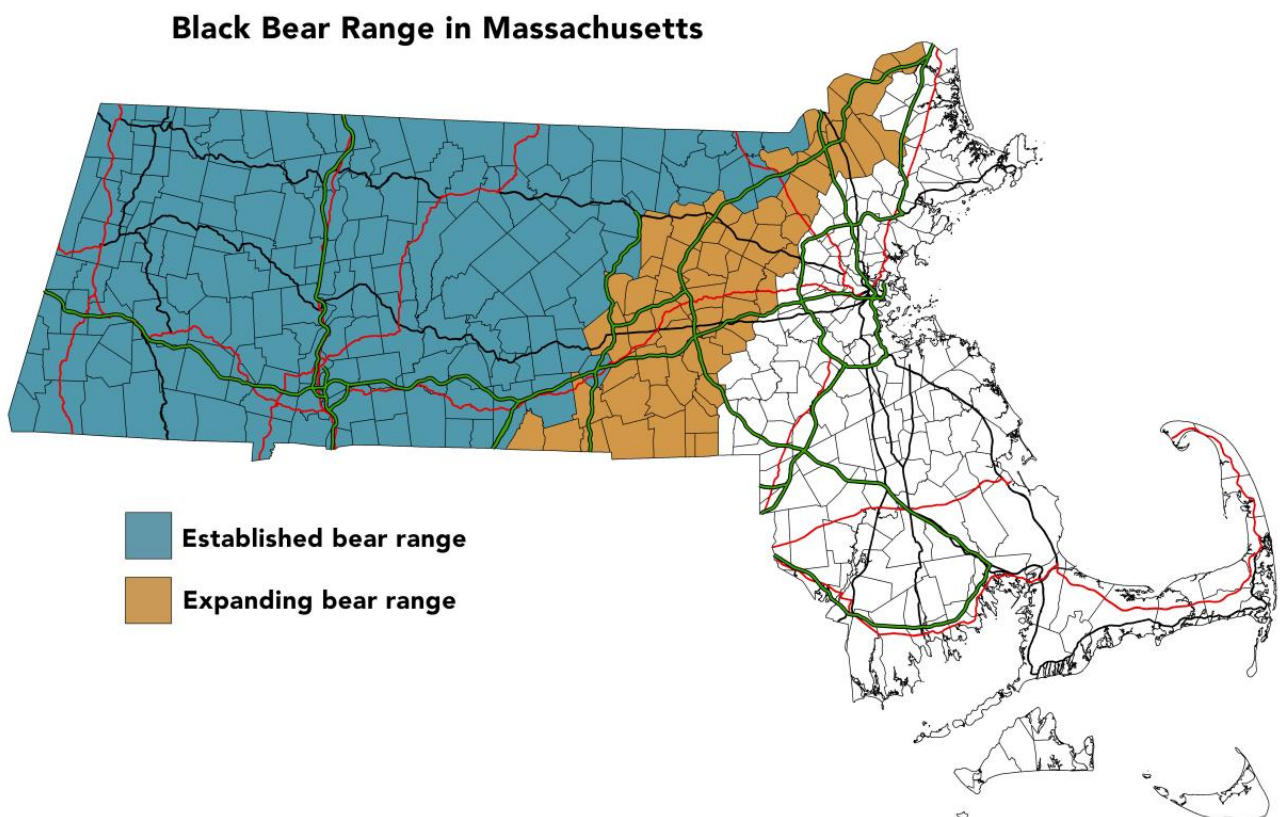 Black Bear Range in Massachusetts
Established bear range
Expanding bear range